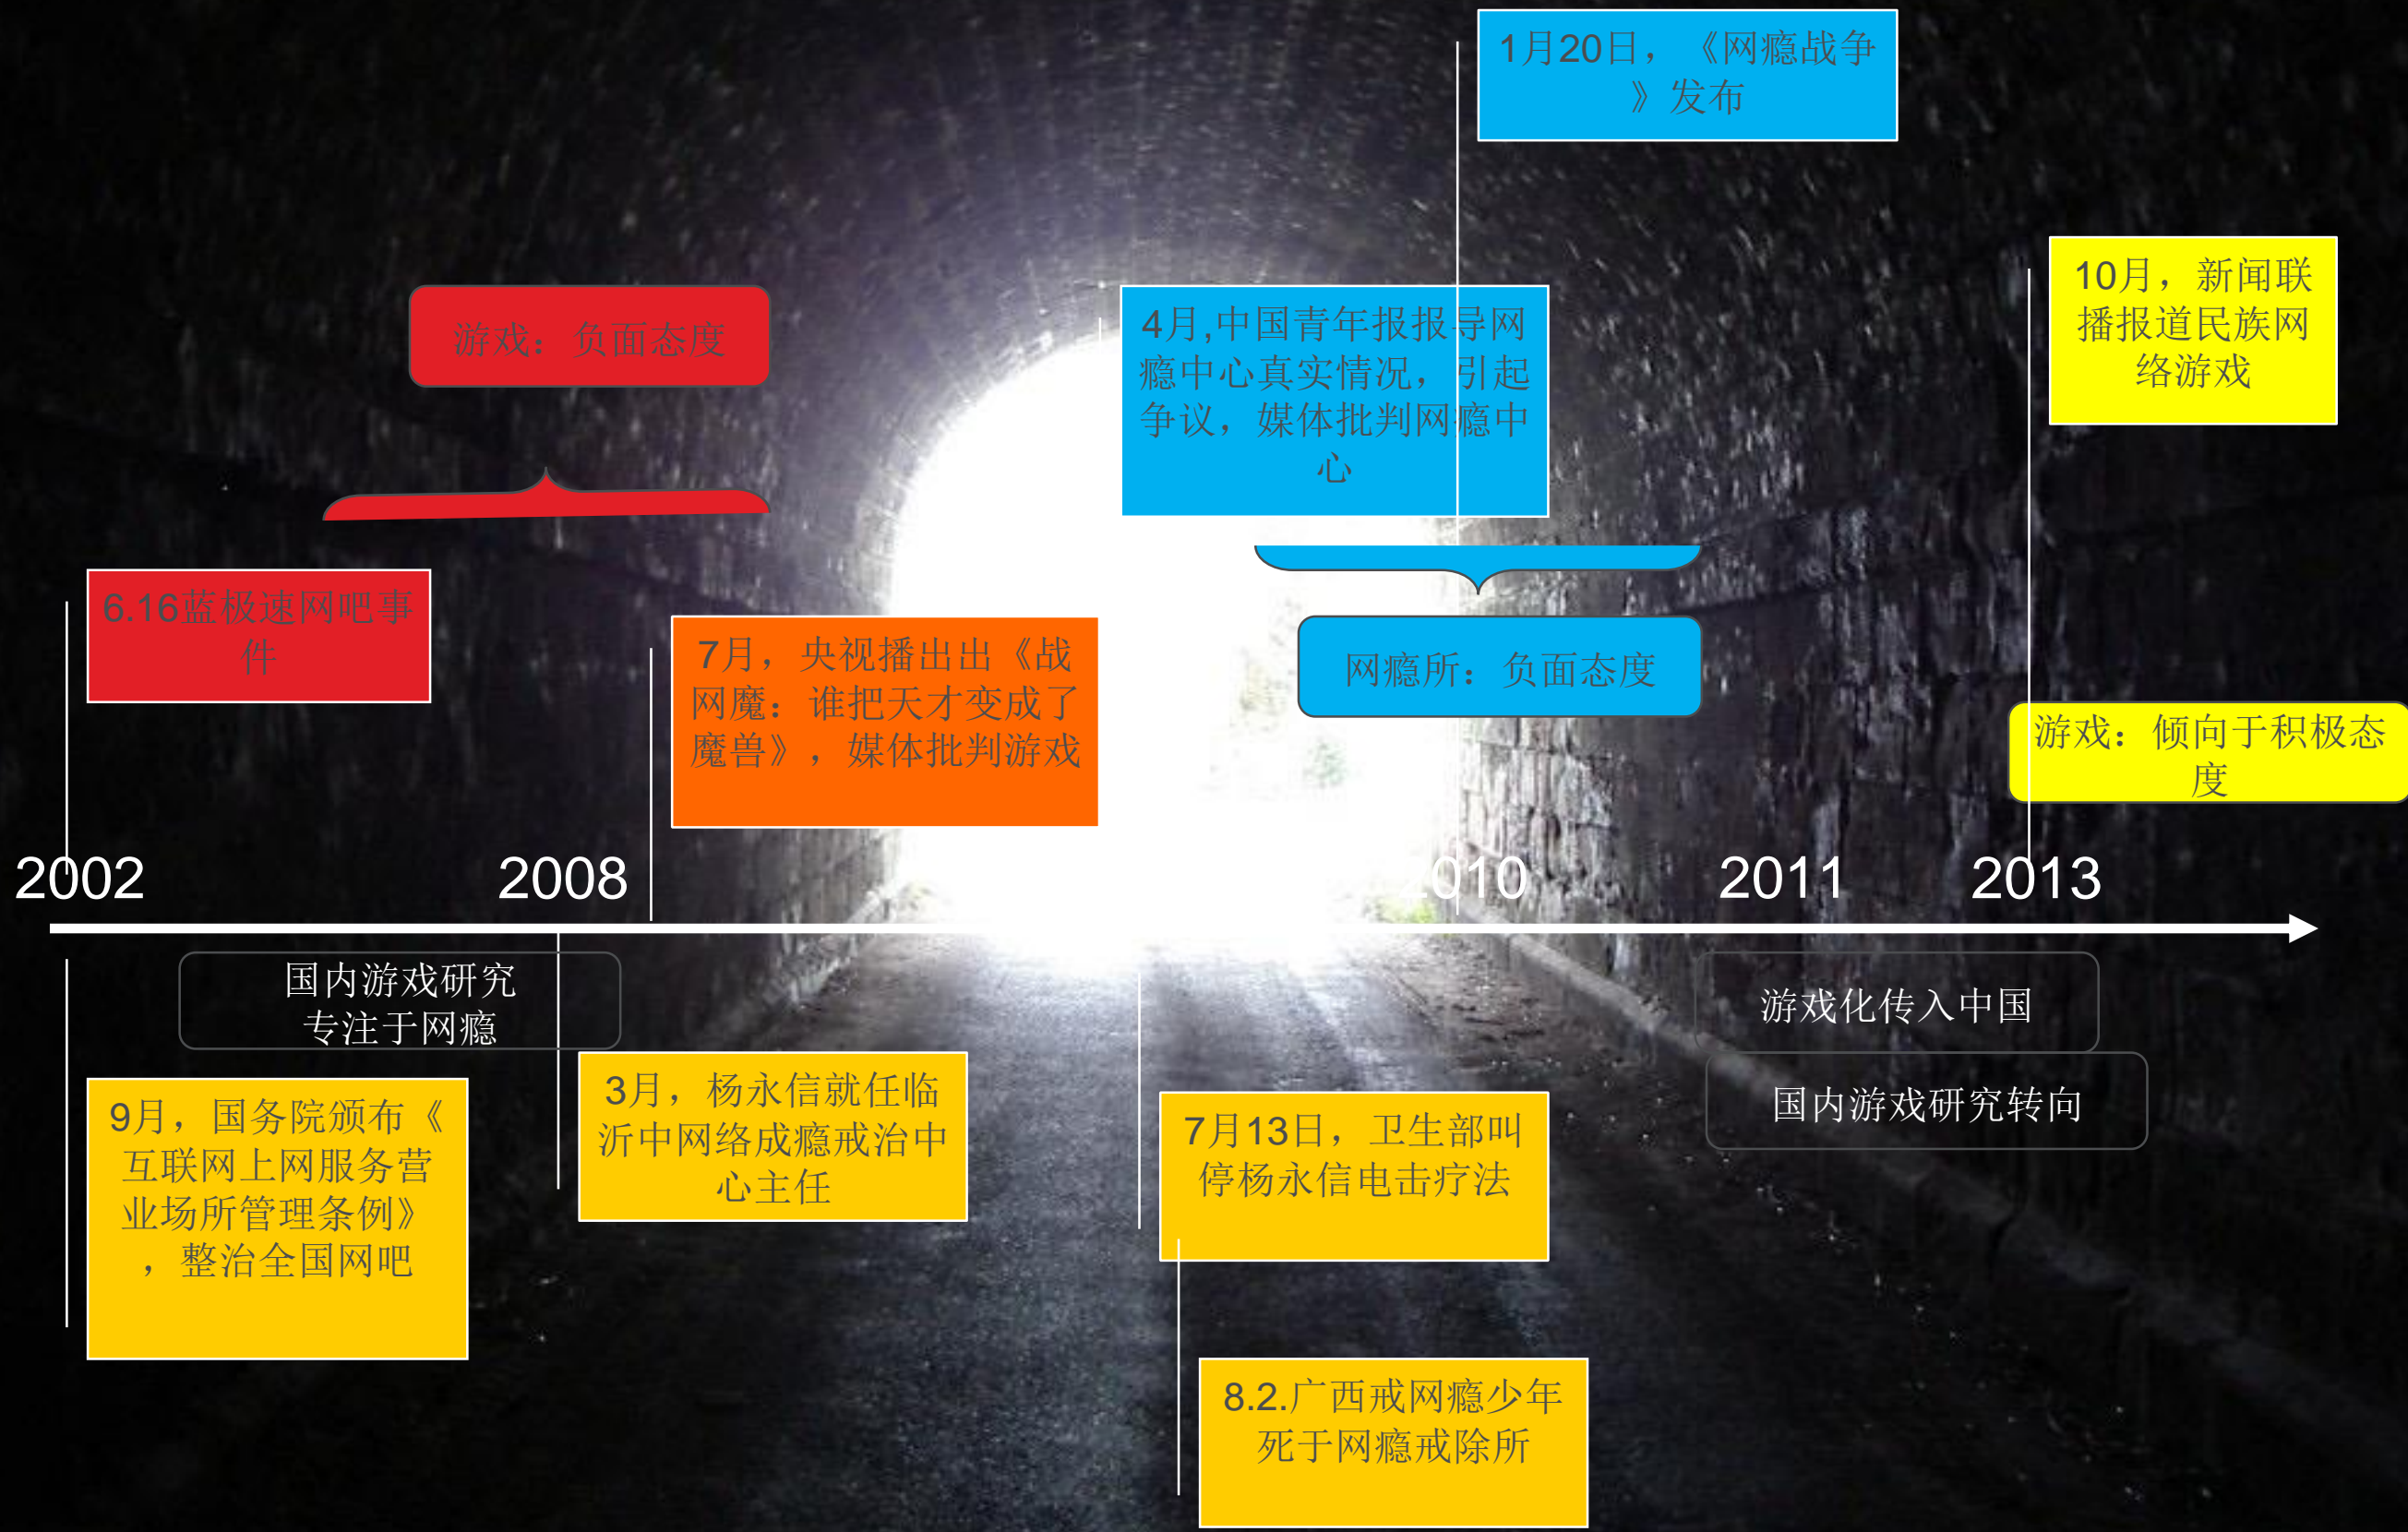 1月20日，《网瘾战争
》发布
10月，新闻联
播报道民族网
络游戏
游戏：负面态度
4月,中国青年报报导网
瘾中心真实情况，引起
争议，媒体批判网瘾中
心
6.16蓝极速网吧事
件
7月，央视播出出《战
网魔：谁把天才变成了
魔兽》，媒体批判游戏
网瘾所：负面态度
游戏：倾向于积极态
度
2002
2008
2010
2011
2013
国内游戏研究
专注于网瘾
游戏化传入中国
国内游戏研究转向
9月，国务院颁布《
互联网上网服务营
业场所管理条例》
，整治全国网吧
3月，杨永信就任临
沂中网络成瘾戒治中
心主任
7月13日，卫生部叫
停杨永信电击疗法
8.2.广西戒网瘾少年
死于网瘾戒除所